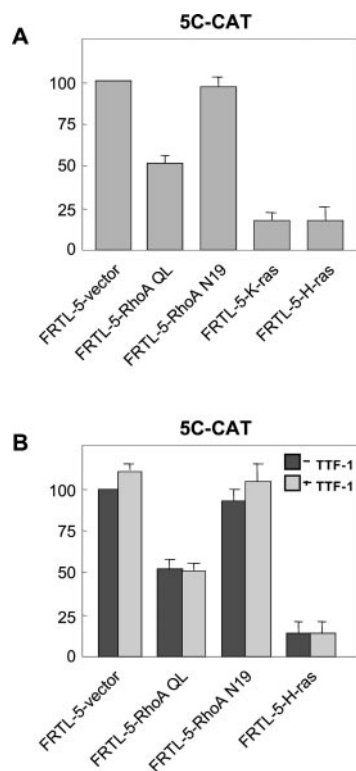 A
5C-CAT
100
75
50
25
0
FRTL-5-vector
FRTL-5-RhoA QL
FRTL-5-RhoA N19
FRTL-5-K-ras
FRTL-5-H-ras
B
5C-CAT
- TTF-1
+ TTF-1
100
75
50
25
0
FRTL-5-vector
FRTL-5-RhoA QL
FRTL-5-RhoA N19
FRTL-5-H-ras